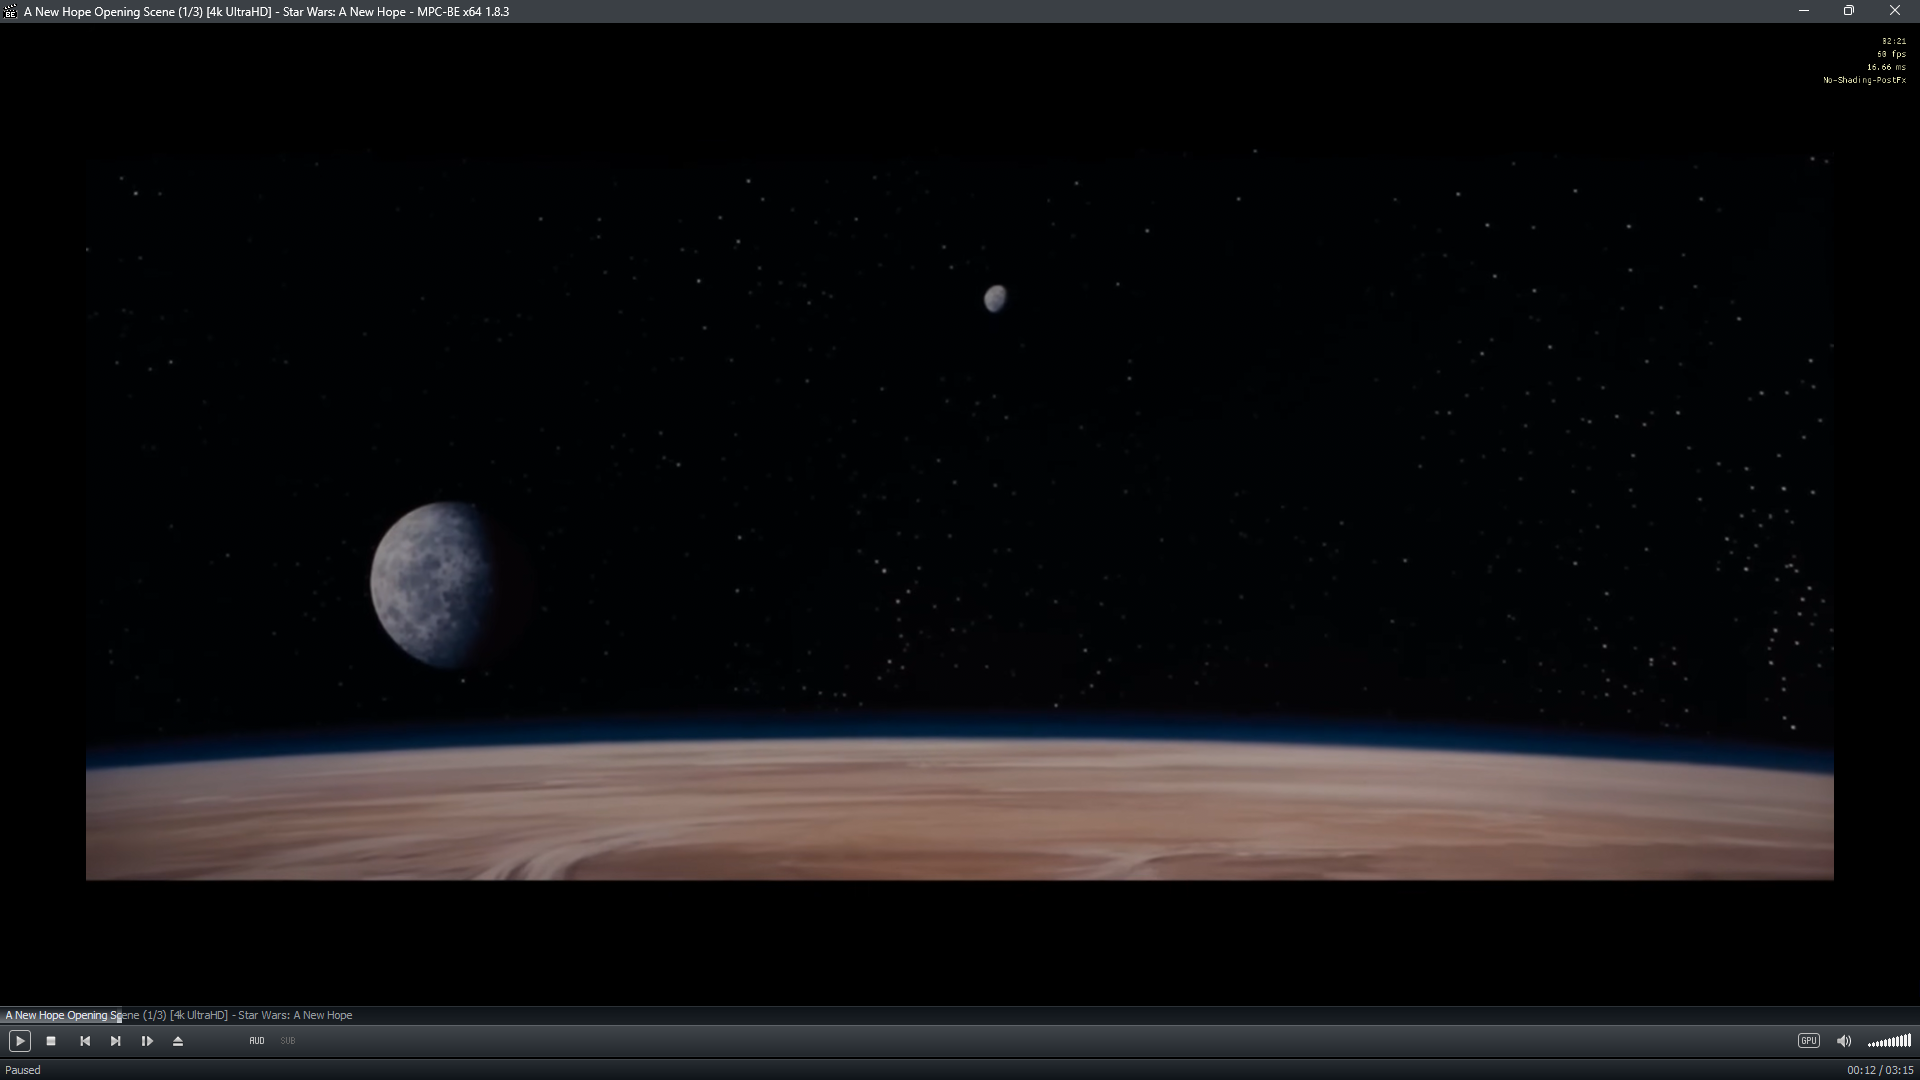 A New Hope Opening Scene (1/3) [4k UltraHD] - Star Wars: A New Hope - MPC-BE x64 1.8.3
02:21
60 fps
16.66 ms
No-Shading-PostFx
A New Hope Opening Scene (1/3) [4k UltraHD] - Star Wars: A New Hope
AUD SUB GPU
Paused 00:12 / 03:15